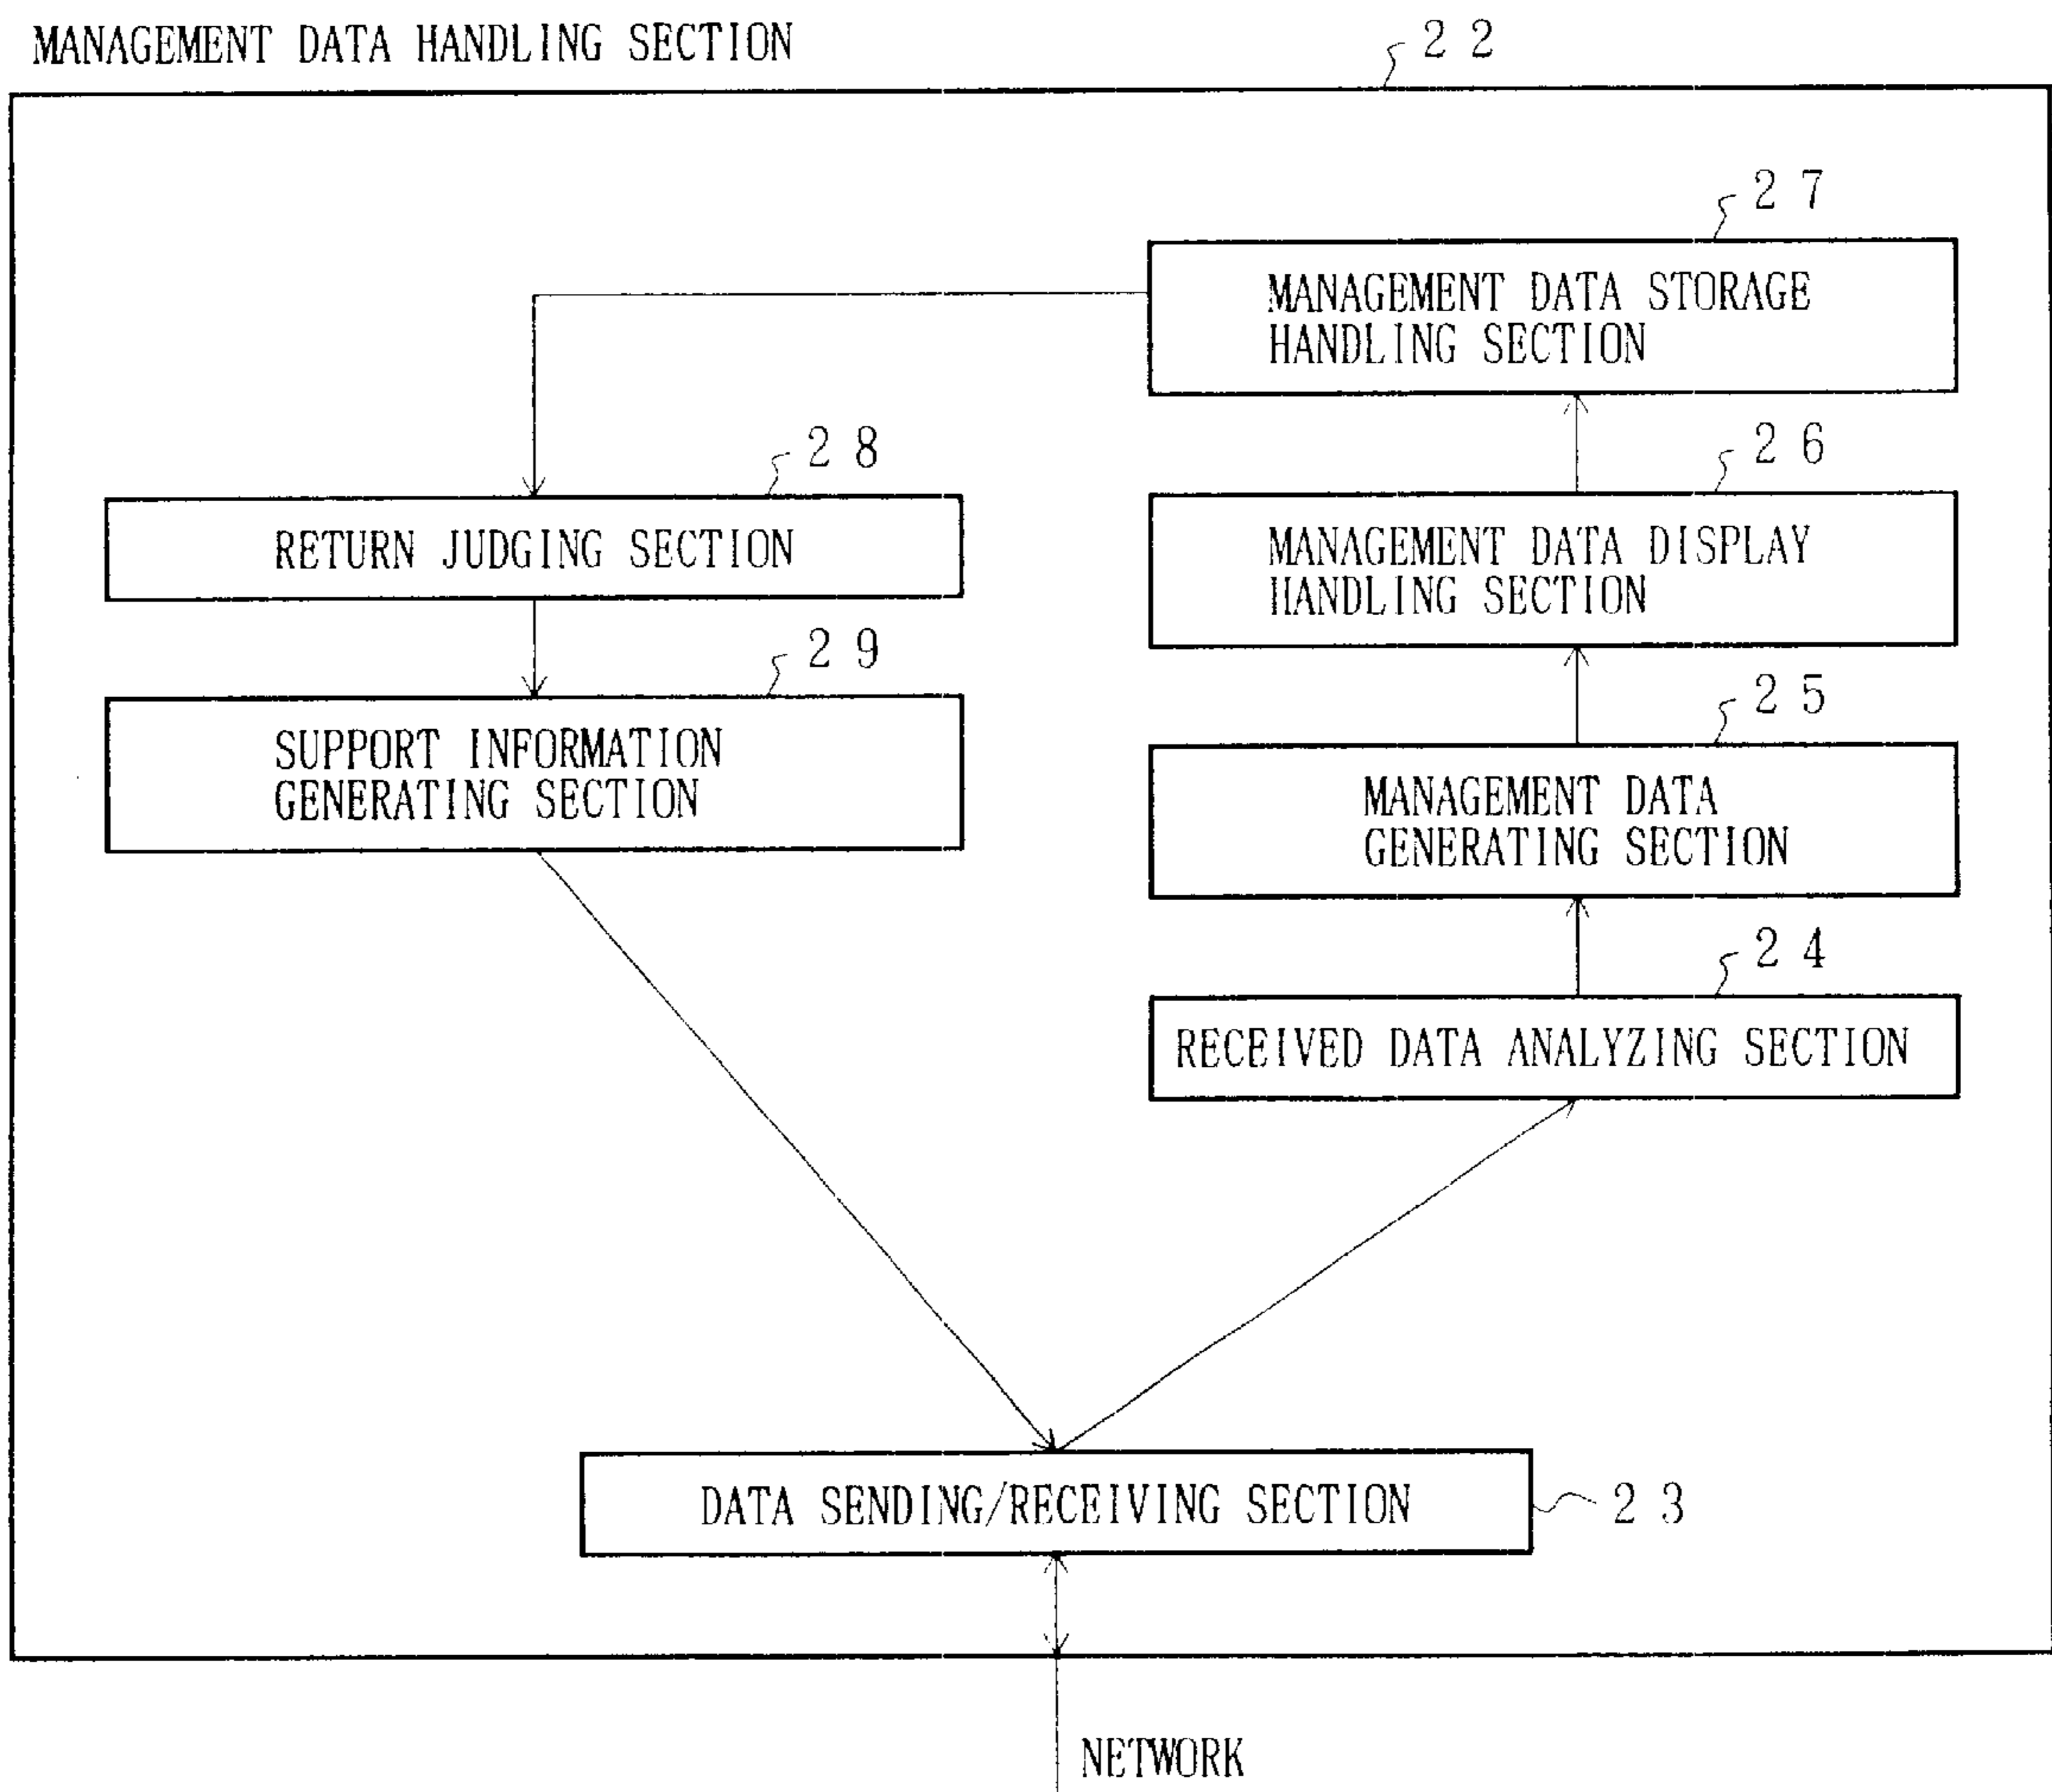 MANAGEMENT DATA HANDLING SECTION
22
27
MANAGEMENT DATA STORAGE
HANDLING SECTION
28
26
RETURN JUDGING SECTION
MANAGEMENT DATA DISPLAY
HANDLING SECTION
29
25
SUPPORT INFORMATION
GENERATING SECTION
MANAGEMENT DATA
GENERATING SECTION
24
RECEIVED DATA ANALYZING SECTION
DATA SENDING/RECEIVING SECTION
23
NETWORK